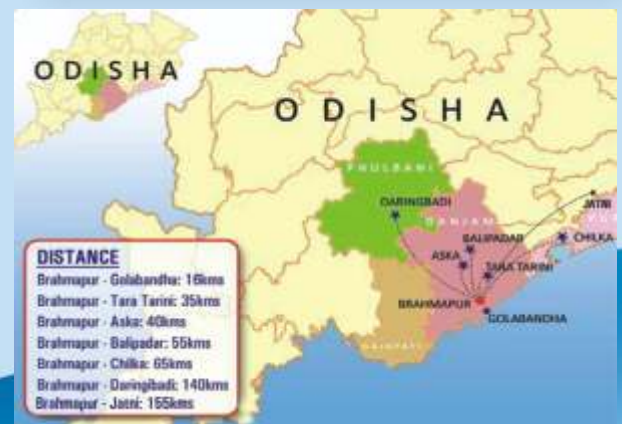 ODISHA
ODISHA
PHULBANI
DARINGBADI
JATNI
GANJAM
CHILKA
BALIPADAR
ASKA
TARA TARINI
BRAHMAPUR
GOLABANDHA
GAJAPATI
DISTANCE
Brahmapur - Golabandha: 16kms
Brahmapur - Tara Tarini: 35kms
Brahmapur - Aska: 40kms
Brahmapur - Balipadar: 55kms
Brahmapur - Chilka: 65kms
Brahmapur - Daringibadi: 140kms
Brahmapur - Jatni: 155kms